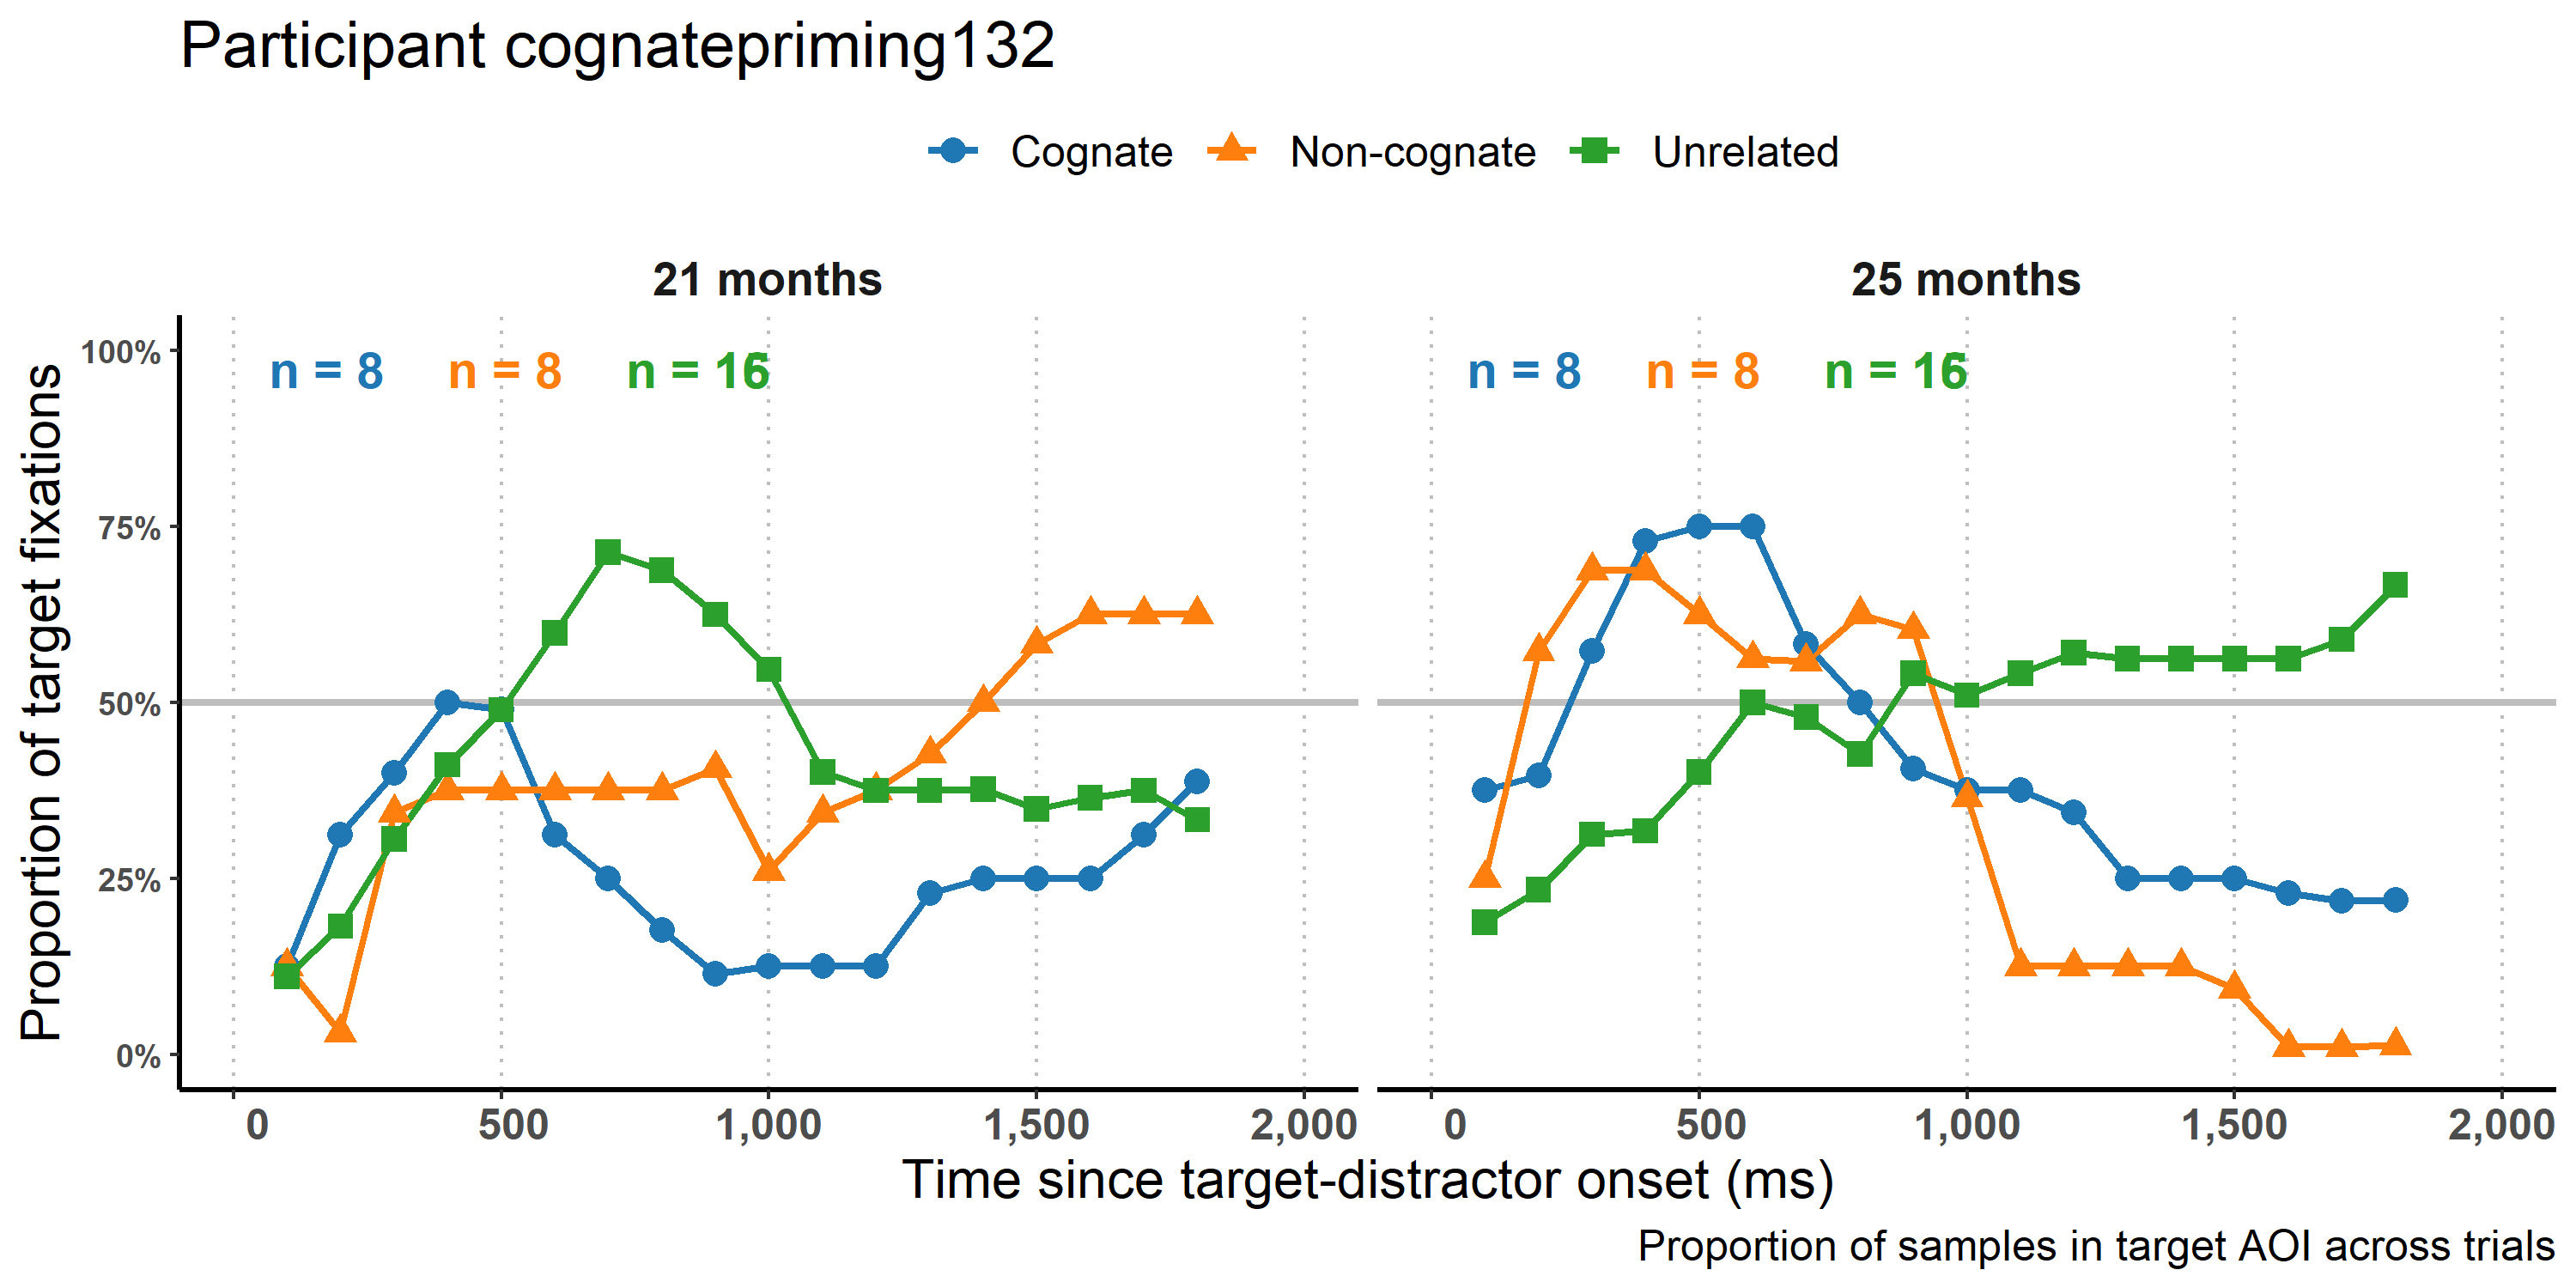 Participant cognatepriming132
Cognate Non-cognate Unrelated
21 months 25 months
n = 8 n = 8 n = n = 8 n = 8 n =
100%
75%
50%
25%
0%
Proportion of target fixations
0 500 1,000 1,500 2,000 0 500 1,000 1,500 2,000
Time since target-distractor onset (ms)
Proportion of samples in target AOI across trials